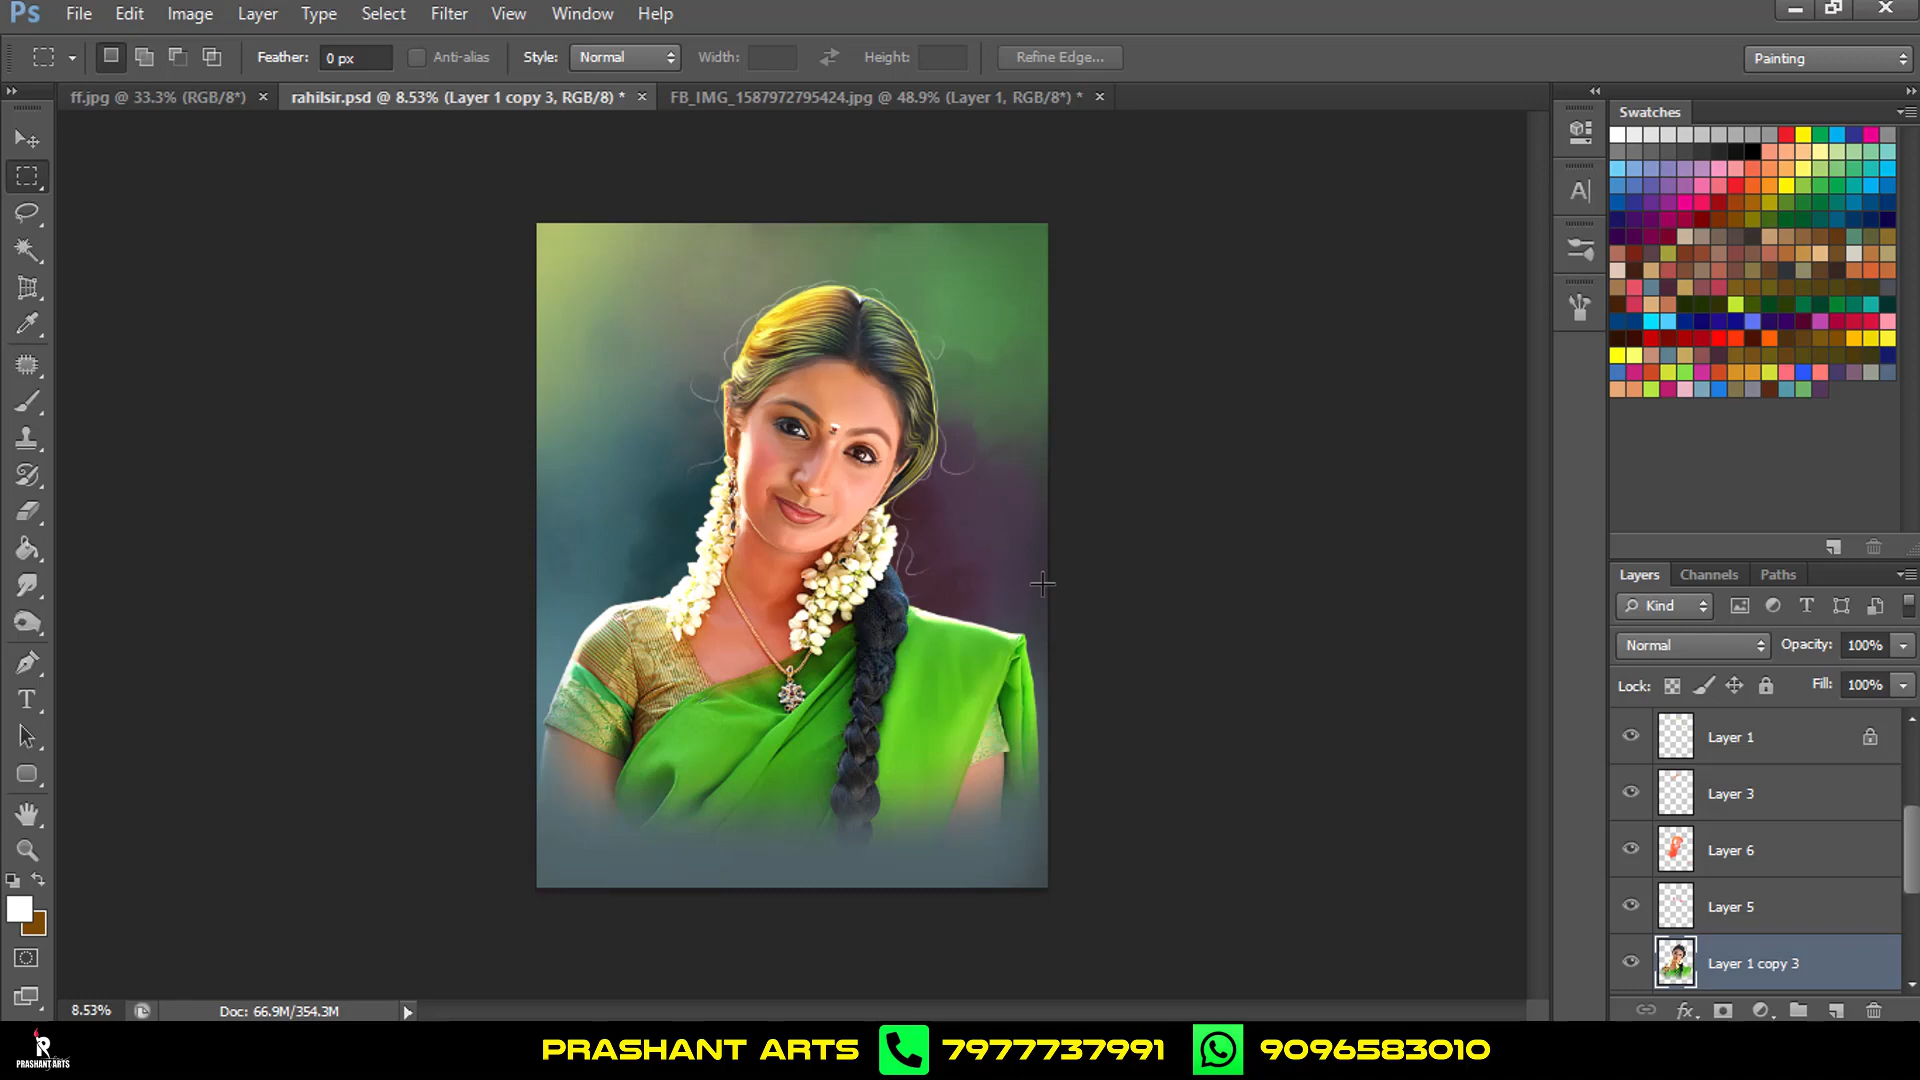 Ps File Edit Image Layer Type Select Filter View Window Help
Feather: 0 px Anti-alias Style: Normal Width: Height: Refine Edge... Painting
ff.jpg @ 33.3% (RGB/8*) × rahilsir.psd @ 8.53% (Layer 1 copy 3, RGB/8) * × FB_IMG_1587972795424.jpg @ 48.9% (Layer 1, RGB/8*) * ×
Swatches
Layers Channels Paths
Kind
Normal Opacity: 100%
Lock: Fill: 100%
Layer 1
Layer 3
Layer 6
Layer 5
Layer 1 copy 3
8.53% Doc: 66.9M/354.3M
PRASHANT ARTS
PRASHANT ARTS 7977737991 9096583010